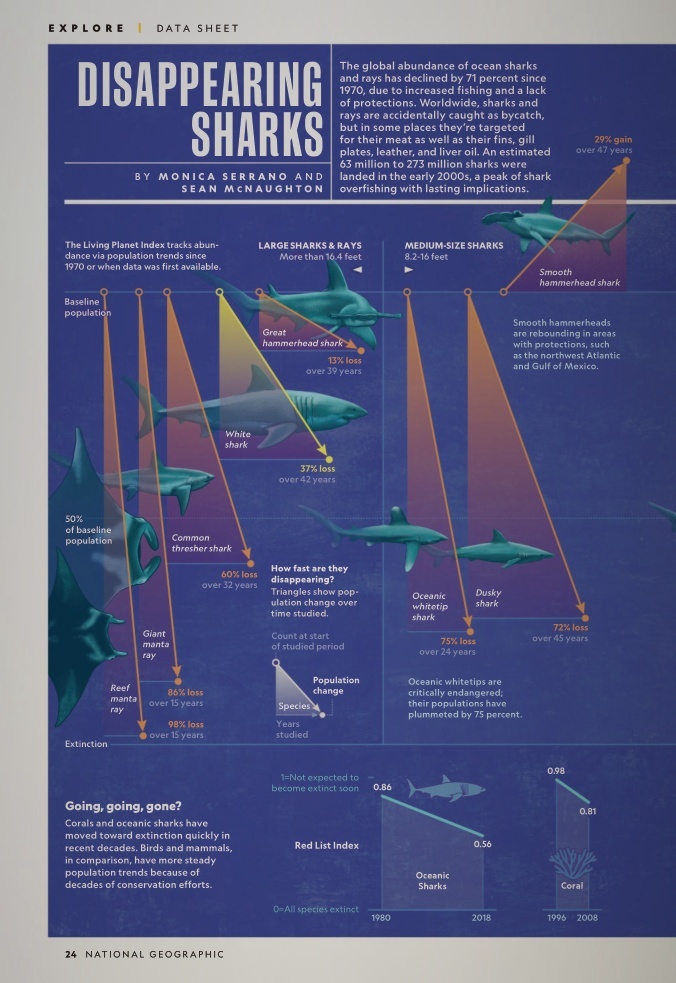 EXPLORE | DATA SHEET
DISAPPEARING
SHARKS
BY MONICA SERRANO AND
SEAN McNAUGHTON
The global abundance of ocean sharks
and rays has declined by 71 percent since
1970, due to increased fishing and a lack
of protections. Worldwide, sharks and
rays are accidentally caught as bycatch,
but in some places they're targeted
for their meat as well as their fins, gill
plates, leather, and liver oil. An estimated
63 million to 273 million sharks were
landed in the early 2000s, a peak of shark
overfishing with lasting implications.
29% gain
over 47 years
The Living Planet Index tracks abun-
dance via population trends since
1970 or when data was first available.
LARGE SHARKS & RAYS
More than 16.4 feet
MEDIUM-SIZE SHARKS
8.2-16 feet
Smooth
hammerhead shark
Baseline
population
Great
hammerhead shark
13% loss
over 39 years
Smooth hammerheads
are rebounding in areas
with protections, such
as the northwest Atlantic
and Gulf of Mexico.
White
shark
37% loss
over 42 years
50%
of baseline
population
Common
thresher shark
60% loss
over 32 years
How fast are they
disappearing?
Triangles show pop-
ulation change over
time studied.
Count at start
of studied period
Population
change
Species
Years
studied
Oceanic
whitetip
shark
75% loss
over 24 years
Dusky
shark
72% loss
over 45 years
Giant
manta
ray
86% loss
over 15 years
Reef
manta
ray
98% loss
over 15 years
Oceanic whitetips are
critically endangered;
their populations have
plummeted by 75 percent.
Extinction
Going, going, gone?
Corals and oceanic sharks have
moved toward extinction quickly in
recent decades. Birds and mammals,
in comparison, have more steady
population trends because of
decades of conservation efforts.
1=Not expected to
become extinct soon
Red List Index
0=All species extinct
0.86
0.56
Oceanic
Sharks
1980 2018
0.98
0.81
Coral
1996 2008
24 NATIONAL GEOGRAPHIC